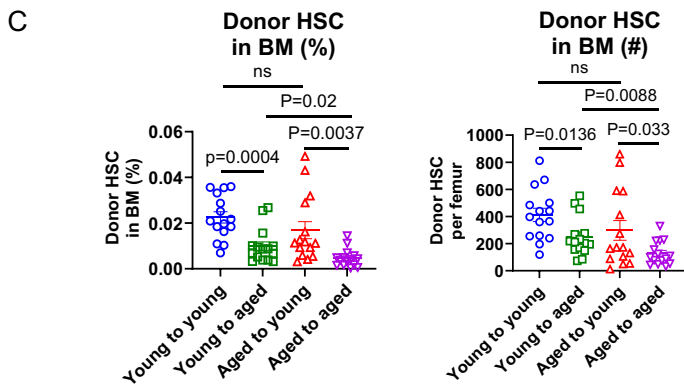 C
Donor HSC
in BM (%)
ns
P=0.02
p=0.0004
P=0.0037
0.06
0.04
0.02
0.00
Donor HSC
in BM (%)
Young to young
Young to aged
Aged to young
Aged to aged
Donor HSC
in BM (#)
ns
P=0.0088
P=0.0136
P=0.033
1000
800
600
400
200
0
Donor HSC
per femur
Young to young
Young to aged
Aged to young
Aged to aged